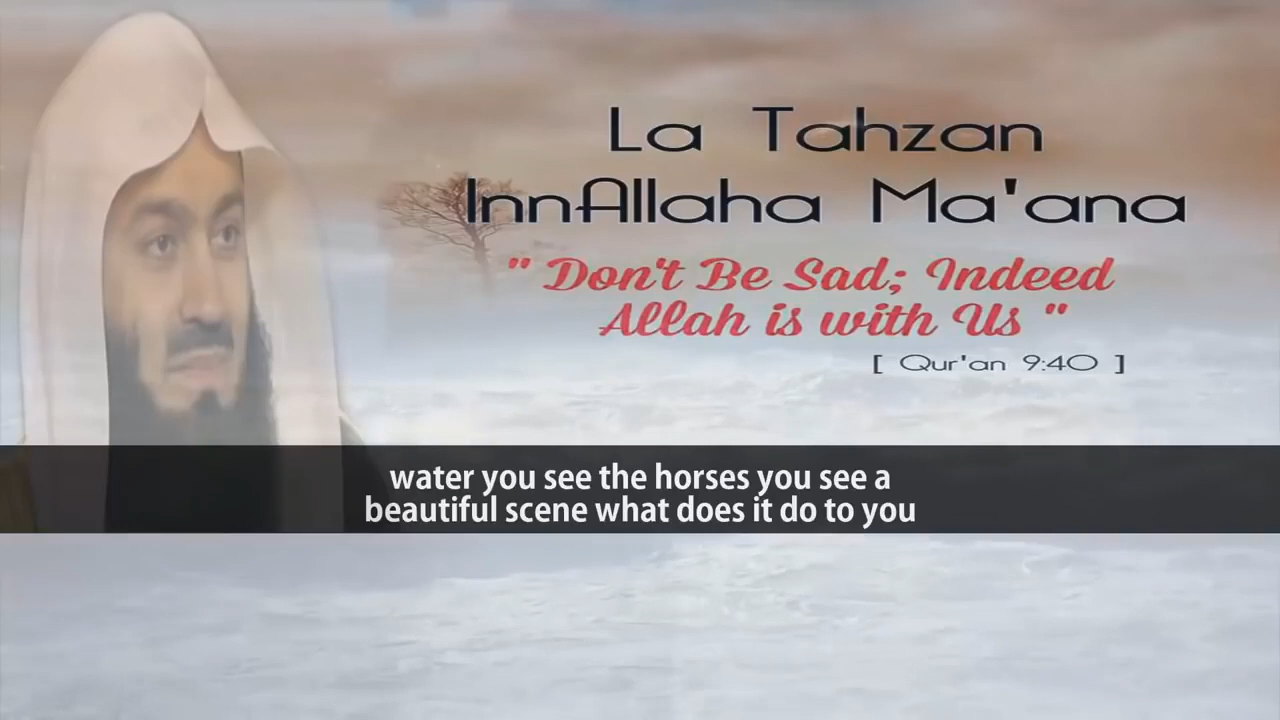 La Tahzan
InnAllaha Ma'ana
" Don't Be Sad; Indeed
Allah is with Us "
[ Qur'an 9:40 ]
water you see the horses you see a
beautiful scene what does it do to you